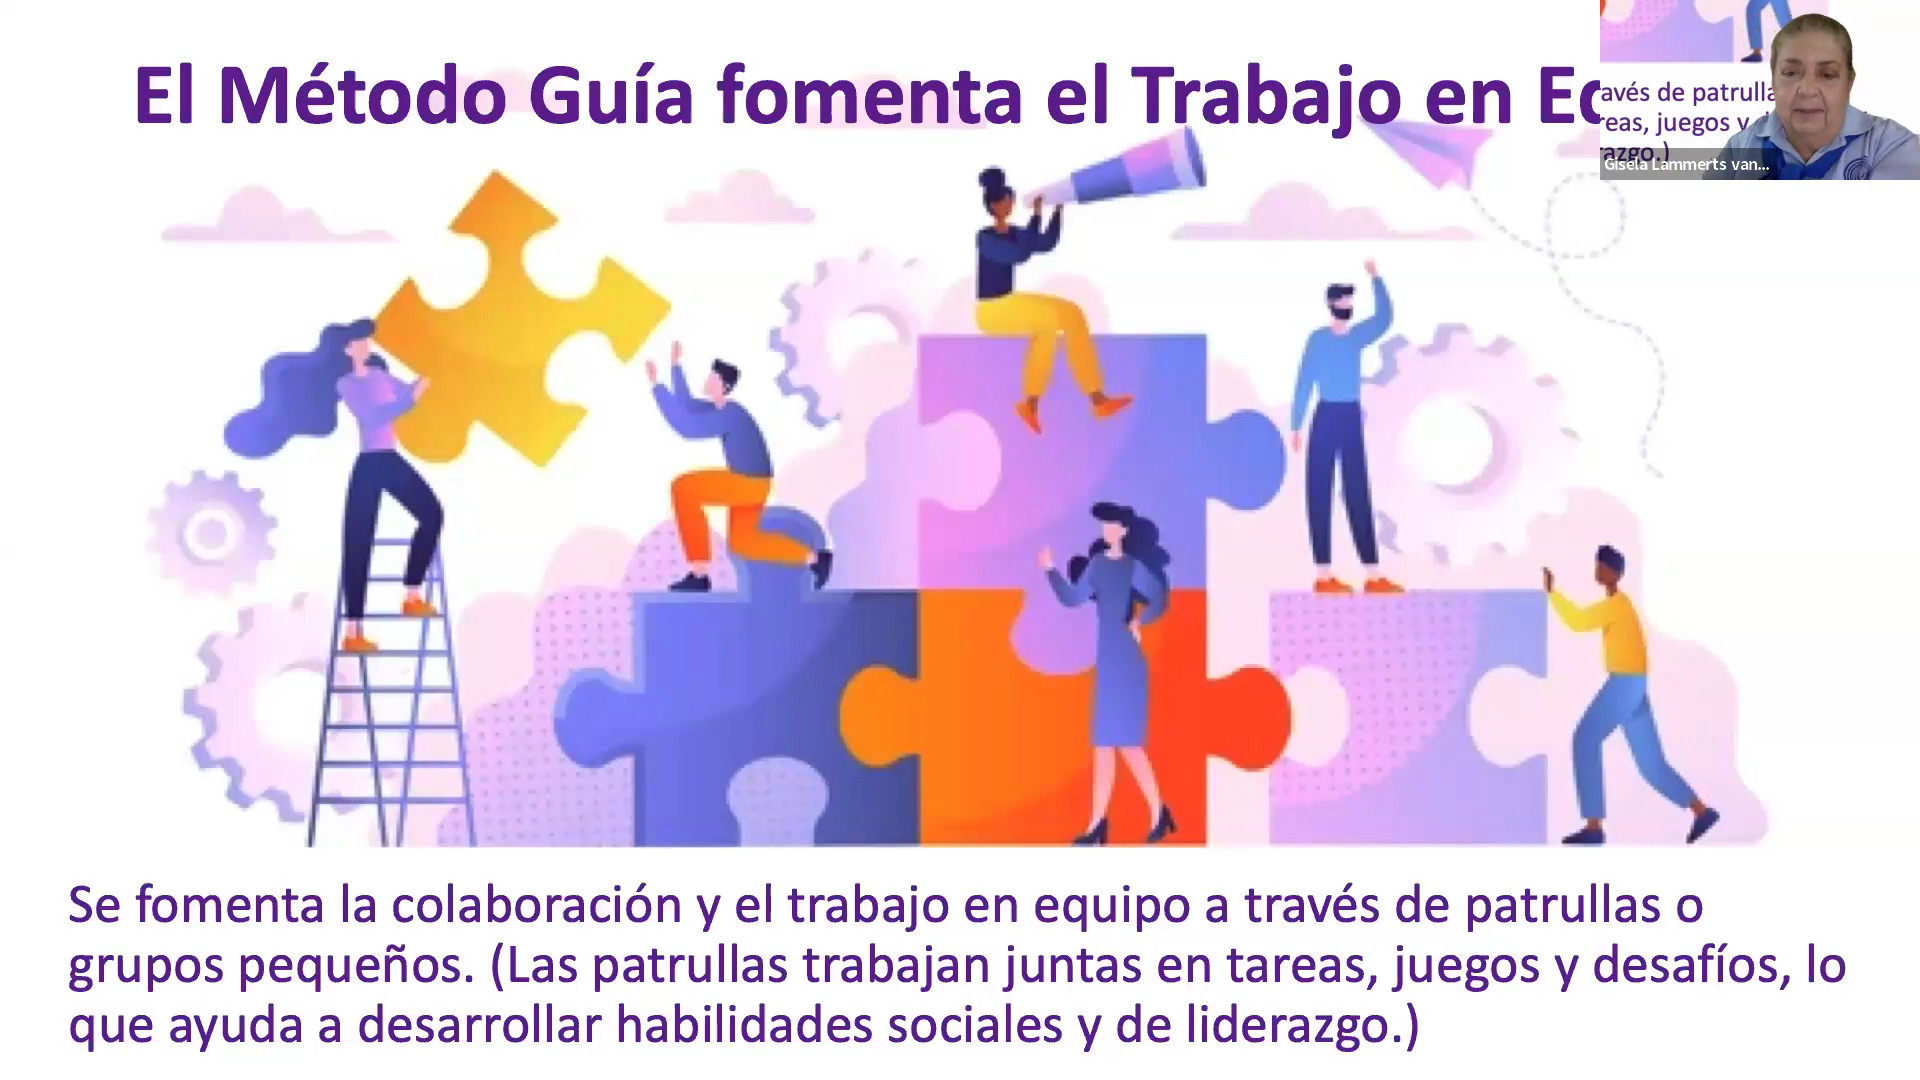 El Método Guía fomenta el Trabajo en
avés de patrulla
reas, juegos y
razgo.)
Gisela Lammerts van...
Se fomenta la colaboración y el trabajo en equipo a través de patrullas o
grupos pequeños. (Las patrullas trabajan juntas en tareas, juegos y desafíos, lo
que ayuda a desarrollar habilidades sociales y de liderazgo.)